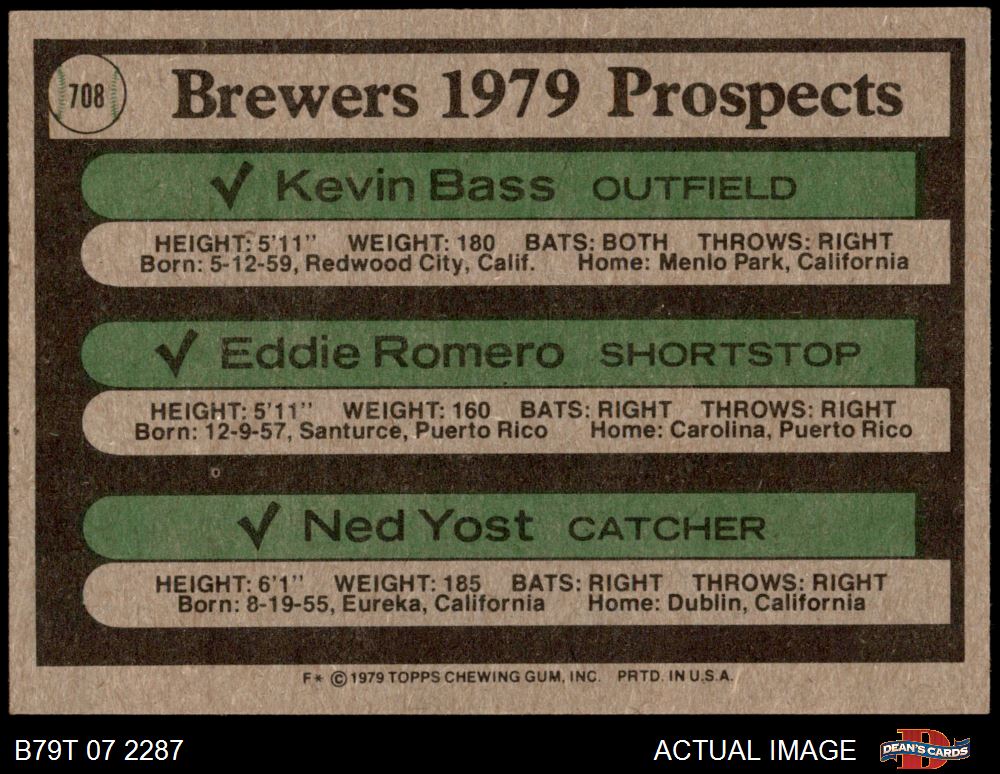 708
Brewers 1979 Prospects
✓ Kevin Bass OUTFIELD
HEIGHT: 5'11" WEIGHT: 180 BATS: BOTH THROWS: RIGHT
Born: 5-12-59, Redwood City, Calif. Home: Menlo Park, California
✓ Eddie Romero SHORTSTOP
HEIGHT: 5'11" WEIGHT: 160 BATS: RIGHT THROWS: RIGHT
Born: 12-9-57, Santurce, Puerto Rico Home: Carolina, Puerto Rico
✓ Ned Yost CATCHER
HEIGHT: 6'1" WEIGHT: 185 BATS: RIGHT THROWS: RIGHT
Born: 8-19-55, Eureka, California Home: Dublin, California
F* © 1979 TOPPS CHEWING GUM, INC. PRTD. IN U.S.A.
B79T 07 2287 ACTUAL IMAGE DEAN'S CARDS